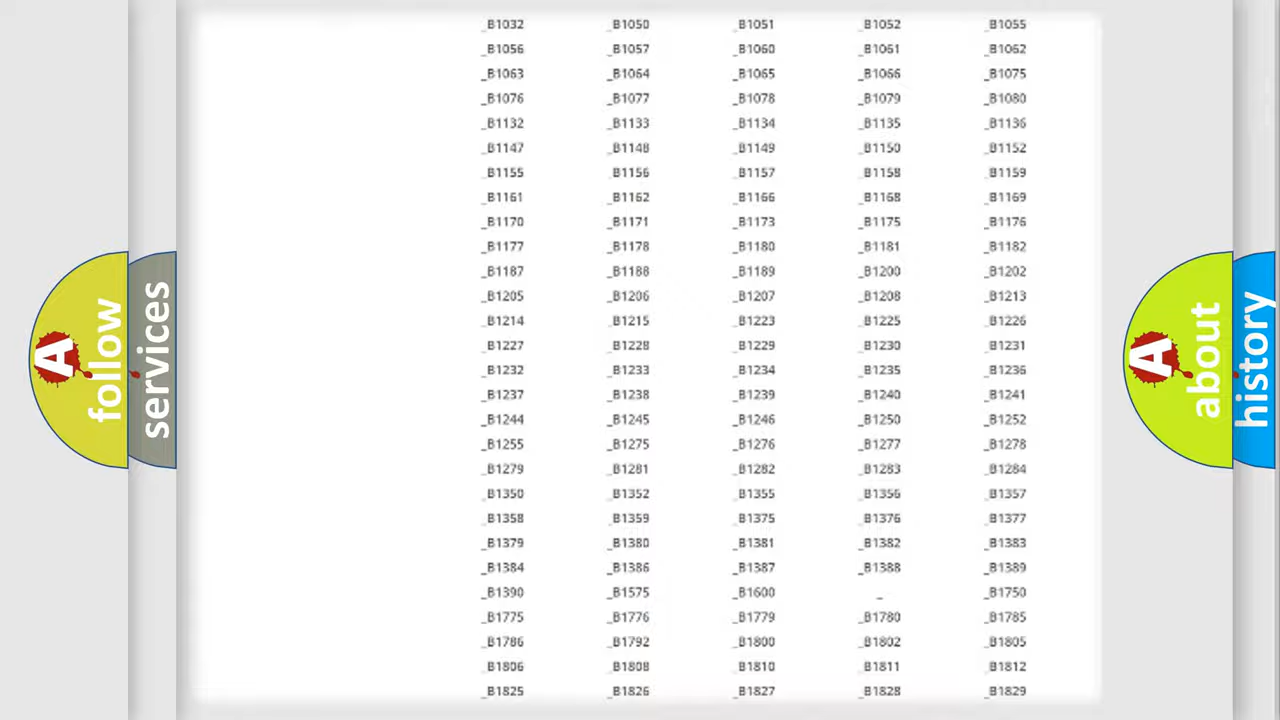 _B1032 _B1050 _B1051 _B1052 _B1055
_B1056 _B1057 _B1060 _B1061 _B1062
_B1063 _B1064 _B1065 _B1066 _B1075
_B1076 _B1077 _B1078 _B1079 _B1080
_B1132 _B1133 _B1134 _B1135 _B1136
_B1147 _B1148 _B1149 _B1150 _B1152
_B1155 _B1156 _B1157 _B1158 _B1159
_B1161 _B1162 _B1166 _B1168 _B1169
_B1170 _B1171 _B1173 _B1175 _B1176
_B1177 _B1178 _B1180 _B1181 _B1182
_B1187 _B1188 _B1189 _B1200 _B1202
_B1205 _B1206 _B1207 _B1208 _B1213
_B1214 _B1215 _B1223 _B1225 _B1226
_B1227 _B1228 _B1229 _B1230 _B1231
_B1232 _B1233 _B1234 _B1235 _B1236
_B1237 _B1238 _B1239 _B1240 _B1241
_B1244 _B1245 _B1246 _B1250 _B1252
_B1255 _B1275 _B1276 _B1277 _B1278
_B1279 _B1281 _B1282 _B1283 _B1284
_B1350 _B1352 _B1355 _B1356 _B1357
_B1358 _B1359 _B1375 _B1376 _B1377
_B1379 _B1380 _B1381 _B1382 _B1383
_B1384 _B1386 _B1387 _B1388 _B1389
_B1390 _B1575 _B1600 _ _B1750
_B1775 _B1776 _B1779 _B1780 _B1785
_B1786 _B1792 _B1800 _B1802 _B1805
_B1806 _B1808 _B1810 _B1811 _B1812
_B1825 _B1826 _B1827 _B1828 _B1829
A follow
services
A about
history